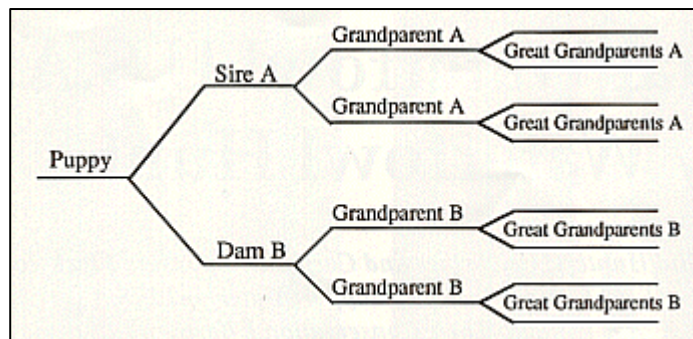 Grandparent A
Great Grandparents A
Sire A
Grandparent A
Great Grandparents A
Puppy
Grandparent B
Great Grandparents B
Dam B
Grandparent B
Great Grandparents B